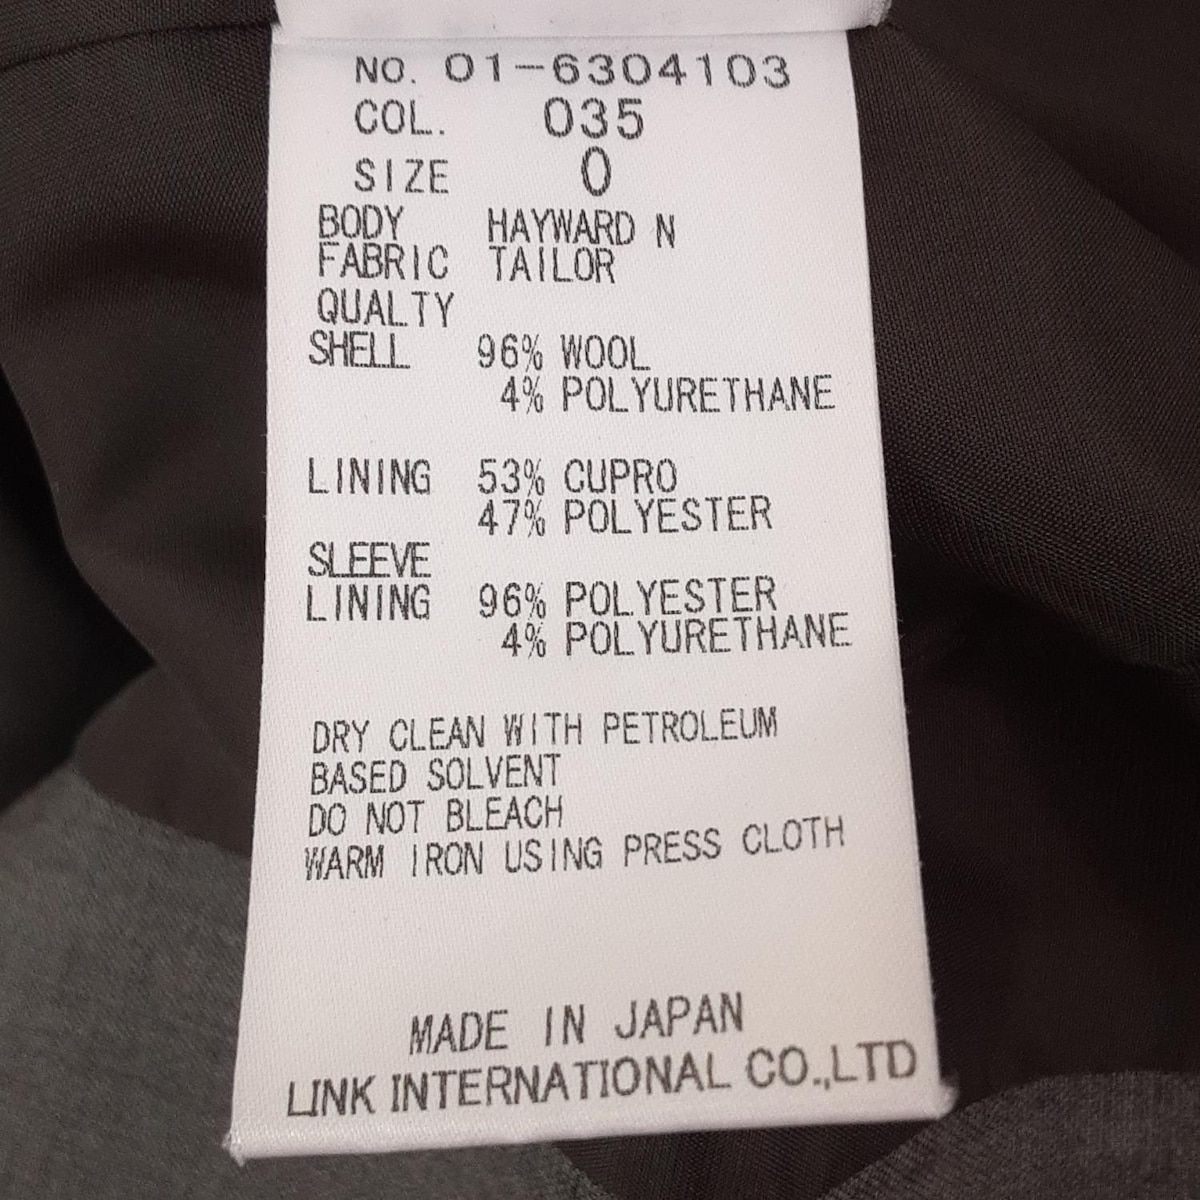 NO. 01-6304103
COL. 035
SIZE 0
BODY HAYWARD N
FABRIC TAILOR
QUALTY
SHELL 96% WOOL
4% POLYURETHANE
LINING 53% CUPRO
47% POLYESTER
SLEEVE
LINING 96% POLYESTER
4% POLYURETHANE
DRY CLEAN WITH PETROLEUM
BASED SOLVENT
DO NOT BLEACH
WARM IRON USING PRESS CLOTH
MADE IN JAPAN
LINK INTERNATIONAL CO.,LTD